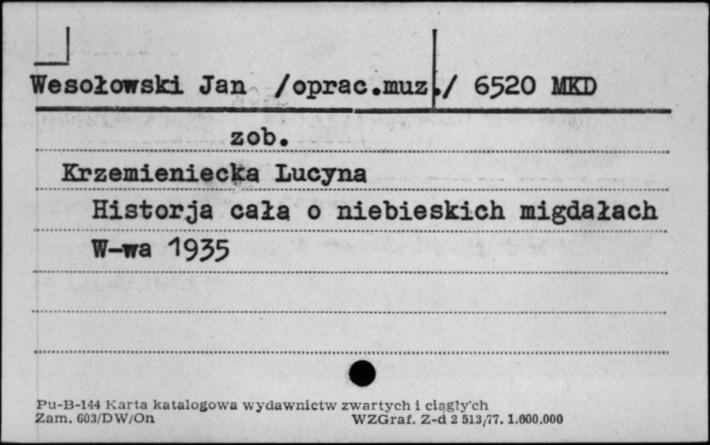 Wesołowski Jan /oprac.muz./ 6520 MKD
zob.
Krzemieniecka Lucyna
Historja cała o niebieskich migdałach
W-wa 1935
Pu-B-144 Karta katalogowa wydawnictw zwartych i ciągłych
Zam. 603/DW/On WZGraf. Z-d 2 513/77. 1.000.000